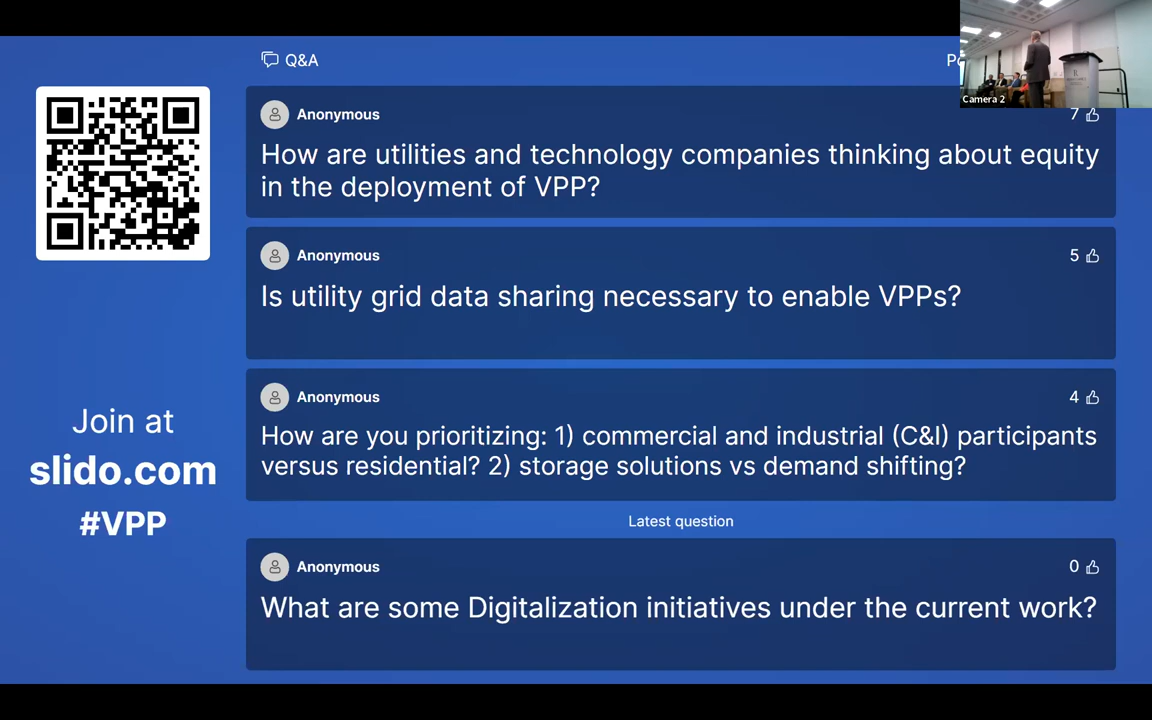 Q&A
Anonymous
7
How are utilities and technology companies thinking about equity
in the deployment of VPP?
Anonymous
5
Is utility grid data sharing necessary to enable VPPs?
Anonymous
4
How are you prioritizing: 1) commercial and industrial (C&I) participants
versus residential? 2) storage solutions vs demand shifting?
Latest question
Anonymous
0
What are some Digitalization initiatives under the current work?
Join at
slido.com
#VPP
Camera 2